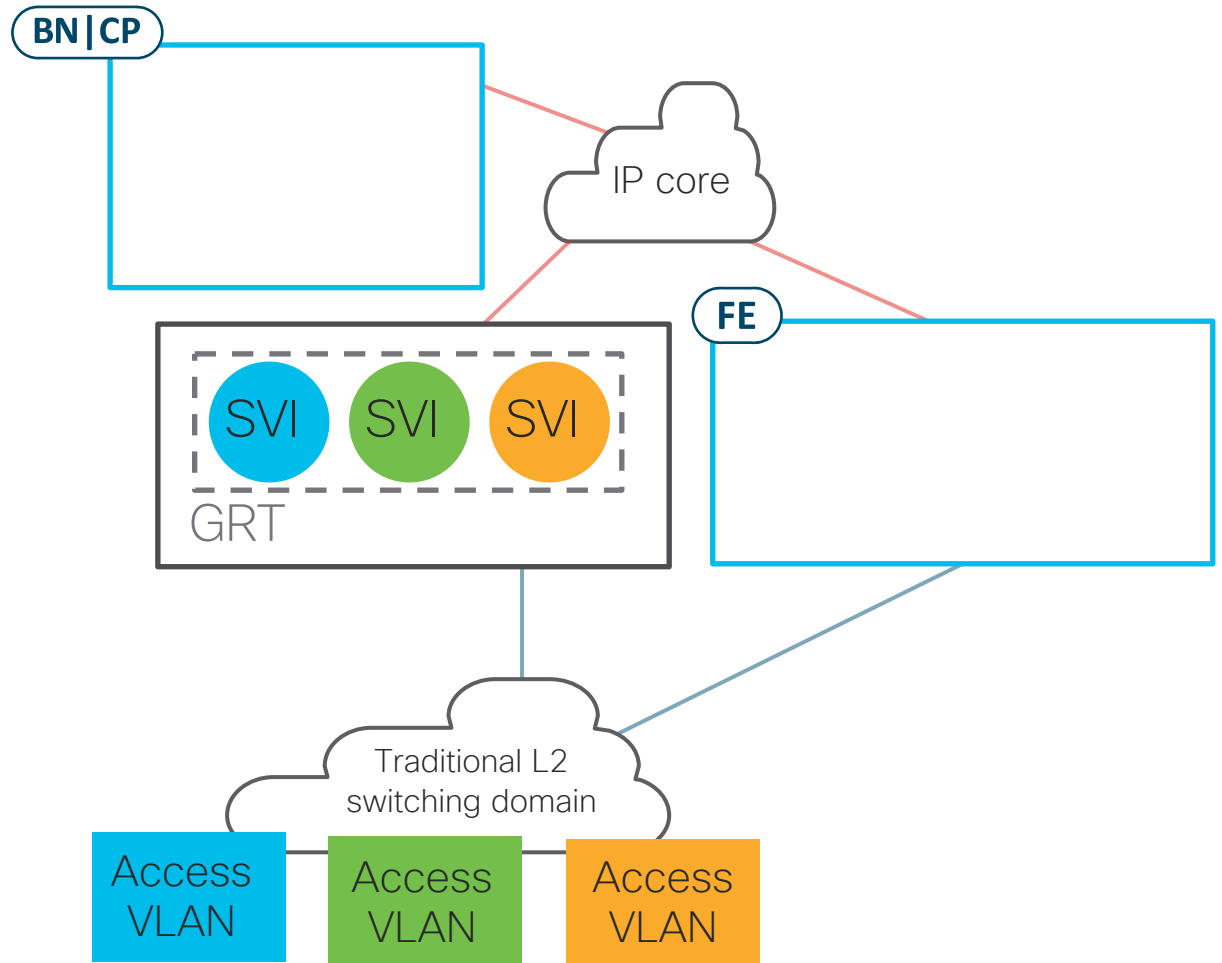 BN|CP
IP core
FE
SVI
SVI
SVI
GRT
Traditional L2
switching domain
Access
VLAN
Access
VLAN
Access
VLAN